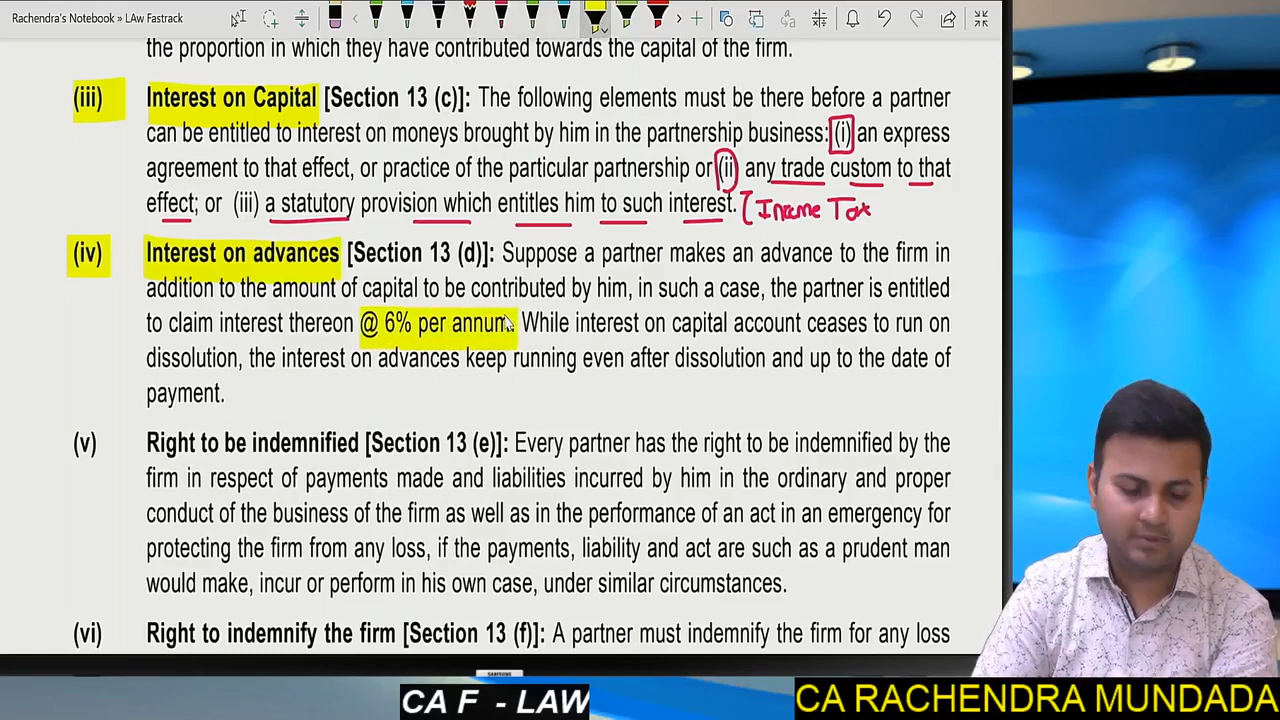 Rachendra's Notebook » LAw Fastrack
the proportion in which they have contributed towards the capital of the firm.
(iii) Interest on Capital [Section 13 (c)]: The following elements must be there before a partner
can be entitled to interest on moneys brought by him in the partnership business: (i) an express
agreement to that effect, or practice of the particular partnership or (ii) any trade custom to that
effect; or (iii) a statutory provision which entitles him to such interest. [Income Tax
(iv) Interest on advances [Section 13 (d)]: Suppose a partner makes an advance to the firm in
addition to the amount of capital to be contributed by him, in such a case, the partner is entitled
to claim interest thereon @ 6% per annum. While interest on capital account ceases to run on
dissolution, the interest on advances keep running even after dissolution and up to the date of
payment.
(v) Right to be indemnified [Section 13 (e)]: Every partner has the right to be indemnified by the
firm in respect of payments made and liabilities incurred by him in the ordinary and proper
conduct of the business of the firm as well as in the performance of an act in an emergency for
protecting the firm from any loss, if the payments, liability and act are such as a prudent man
would make, incur or perform in his own case, under similar circumstances.
(vi) Right to indemnify the firm [Section 13 (f)]: A partner must indemnify the firm for any loss
SAMSUNG
CA F - LAW
CA RACHENDRA MUNDADA